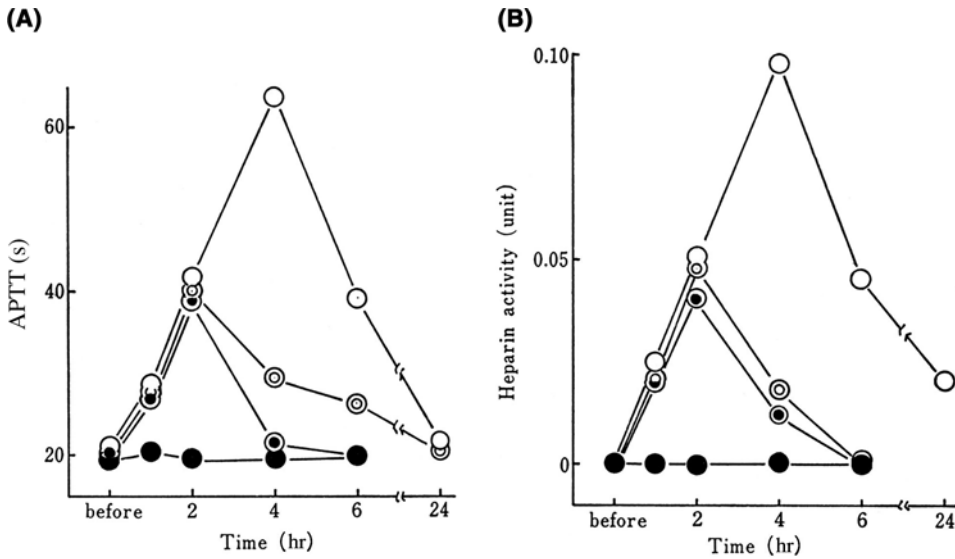 (A)
60
40
20
APTT (s)
before
2
4
6
24
Time (hr)
(B)
0.10
0.05
0
Heparin activity (unit)
before
2
4
6
24
Time (hr)